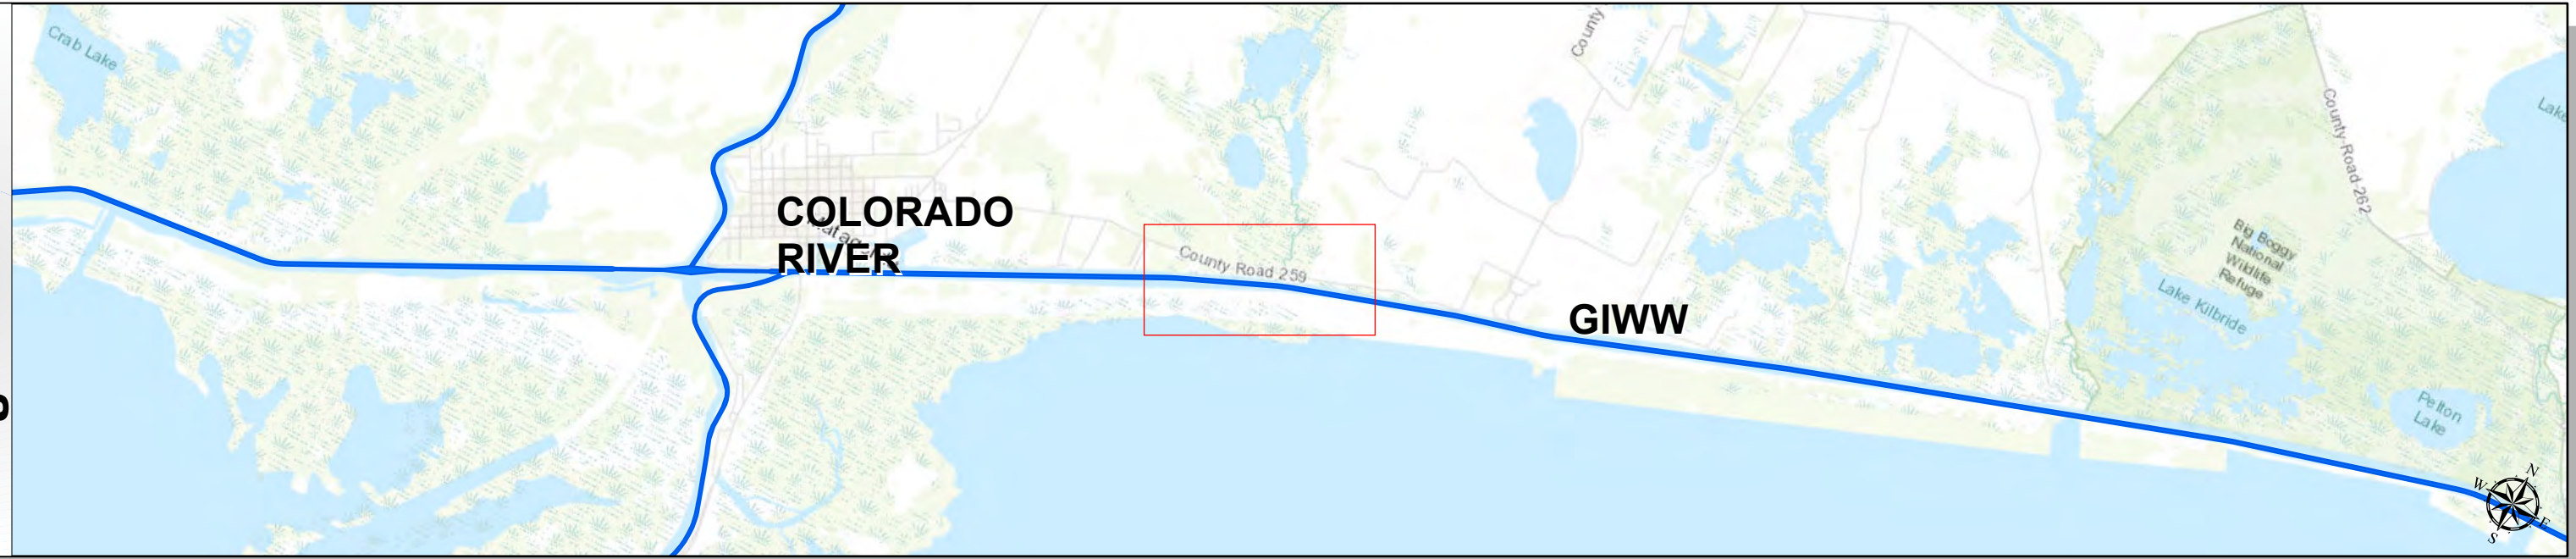 Crab Lake
County
County Road 262
Lake
COLORADO
RIVER
County Road 259
GIWW
Big Boggy
National
Wildlife
Refuge
Lake Kilbride
Pelton
Lake
N
W
E
S